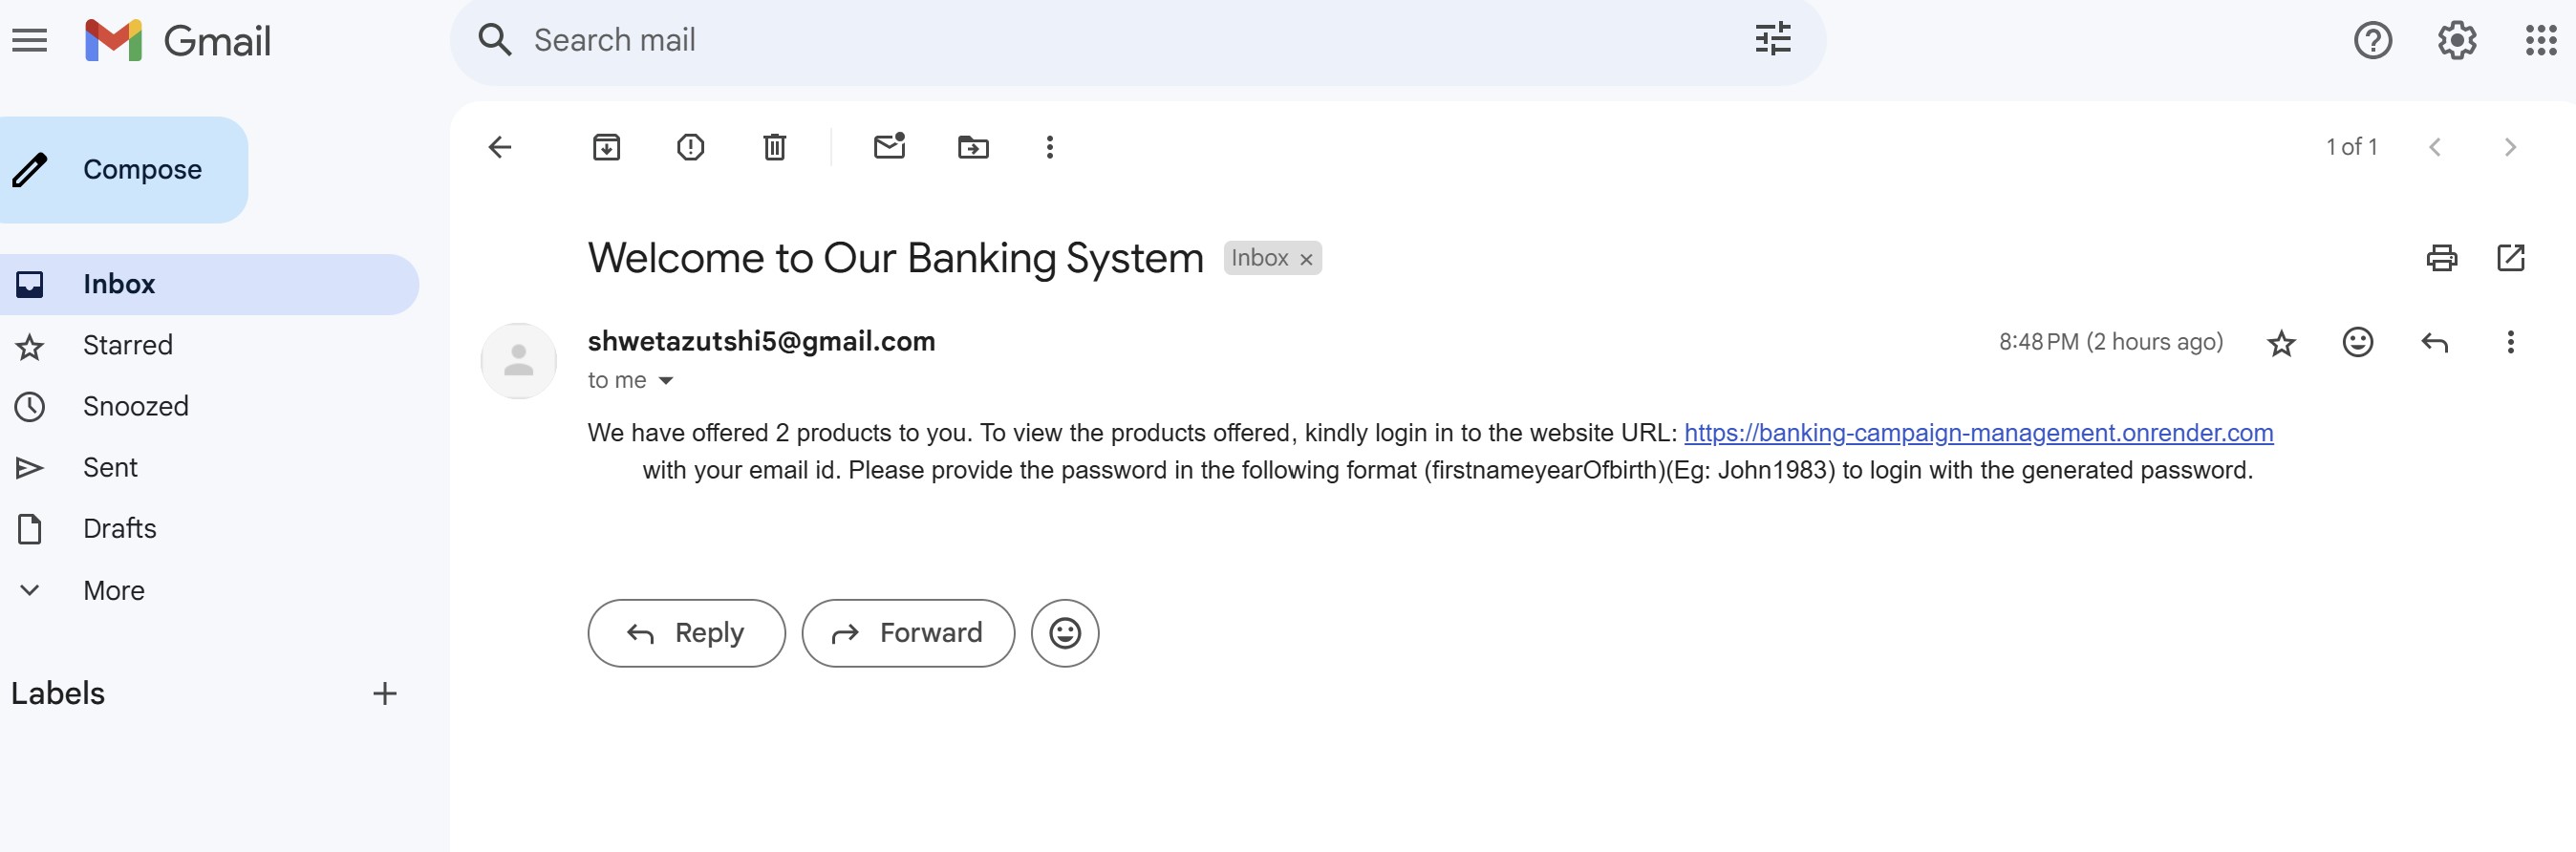 Gmail
Search mail
Compose
1 of 1
Inbox
Starred
Snoozed
Sent
Drafts
More
Labels
Welcome to Our Banking System Inbox ×
shwetazutshi5@gmail.com 8:48 PM (2 hours ago)
to me
We have offered 2 products to you. To view the products offered, kindly login in to the website URL: https://banking-campaign-management.onrender.com
with your email id. Please provide the password in the following format (firstnameyearOfbirth)(Eg: John1983) to login with the generated password.
Reply Forward